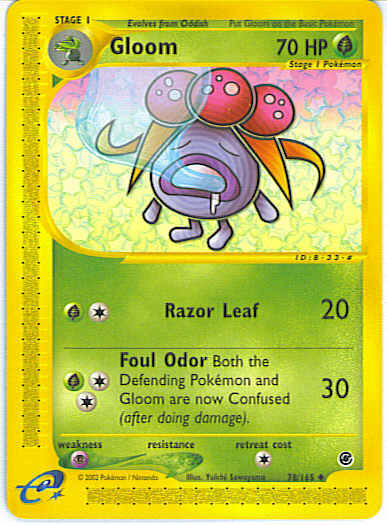 STAGE 1
Evolves from Oddish
Put Gloom on the Basic Pokémon
Gloom
70 HP
Stage 1 Pokémon
ID:B-33-#
Razor Leaf
20
Foul Odor Both the
Defending Pokémon and
Gloom are now Confused
(after doing damage).
30
weakness
resistance
retreat cost
©2002 Pokémon / Nintendo
Illus. Yuichi Sawayama
78/165
e